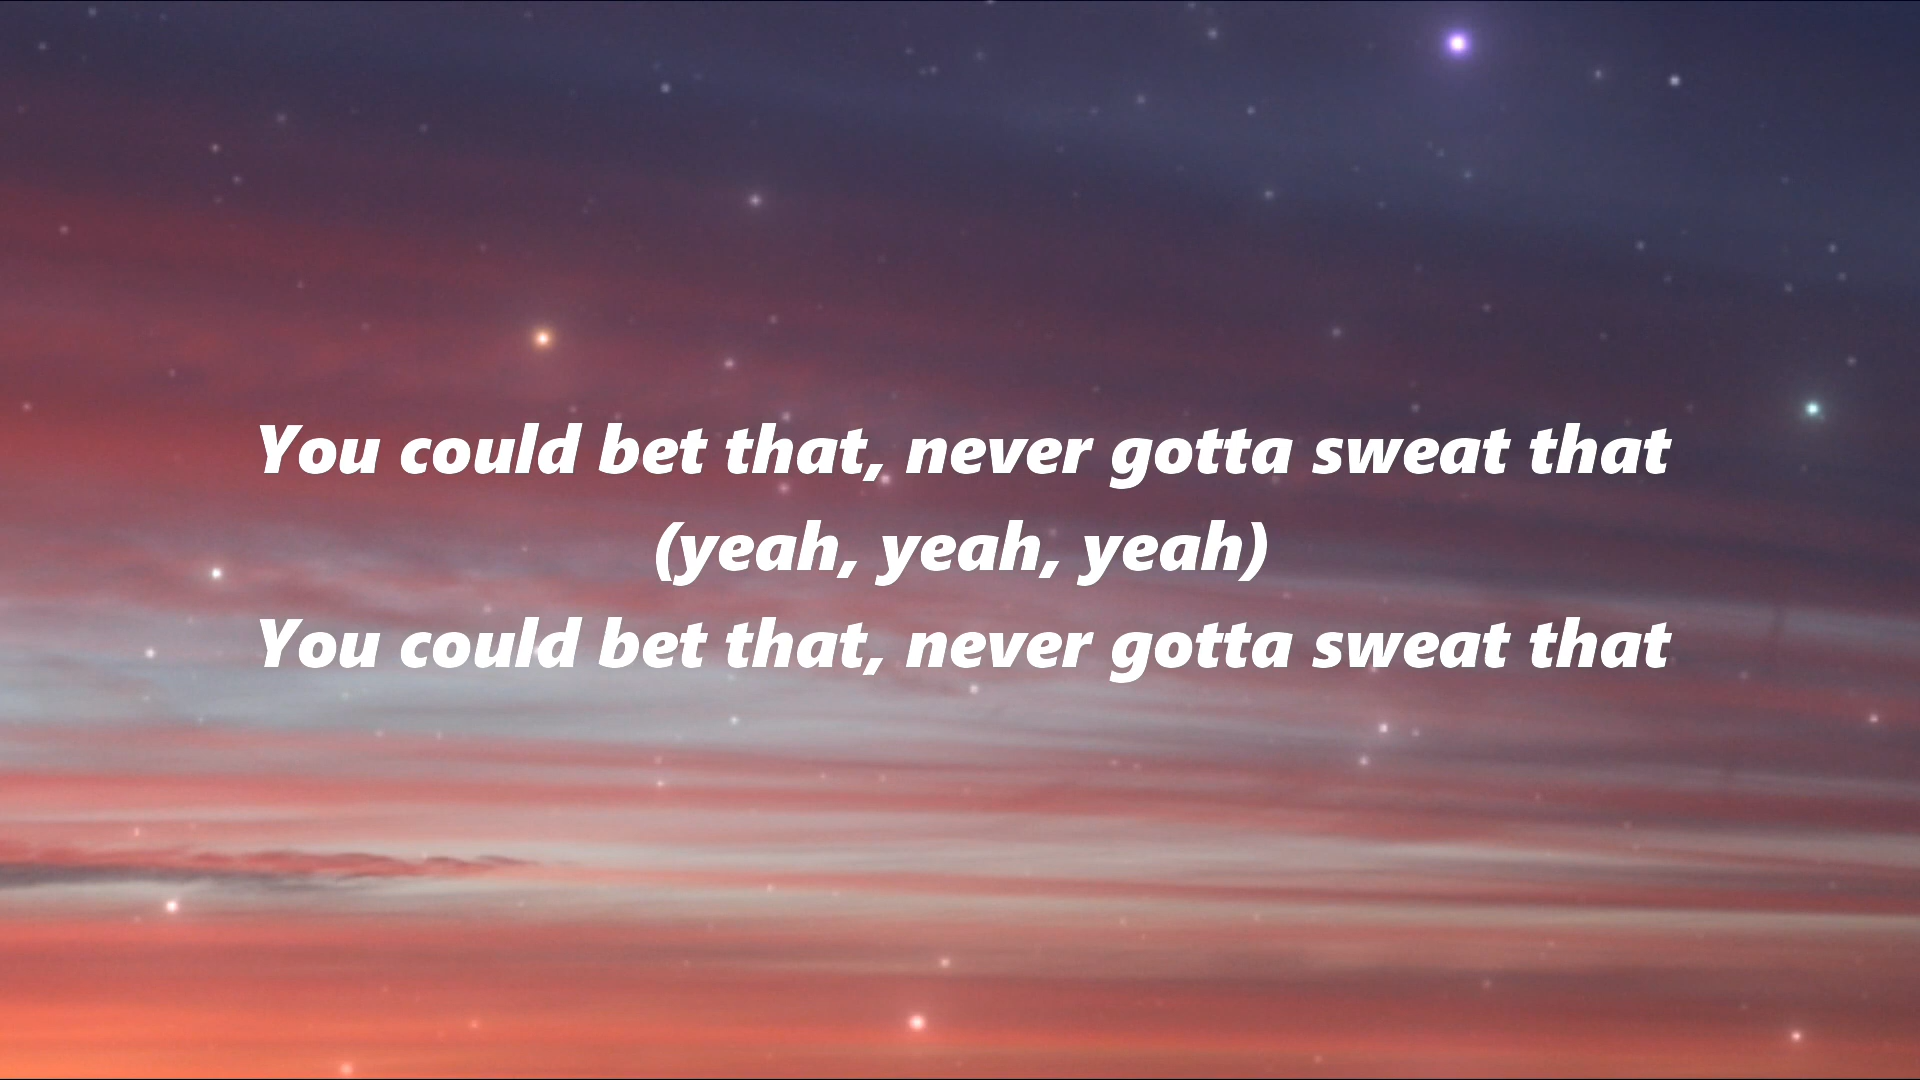 You could bet that, never gotta sweat that
(yeah, yeah, yeah)
You could bet that, never gotta sweat that